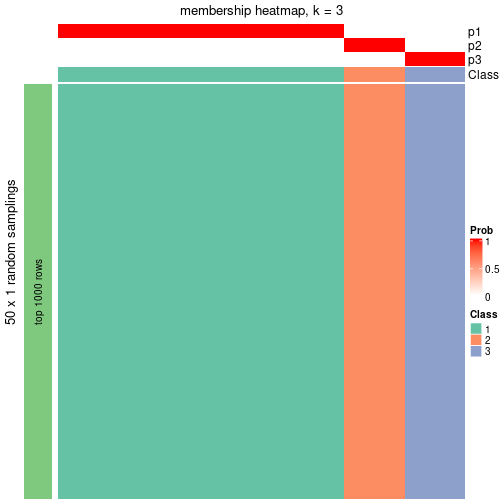 membership heatmap, k = 3
p1
p2
p3
Class
50 x 1 random samplings
top 1000 rows
Prob
1
0.5
0
Class
1
2
3